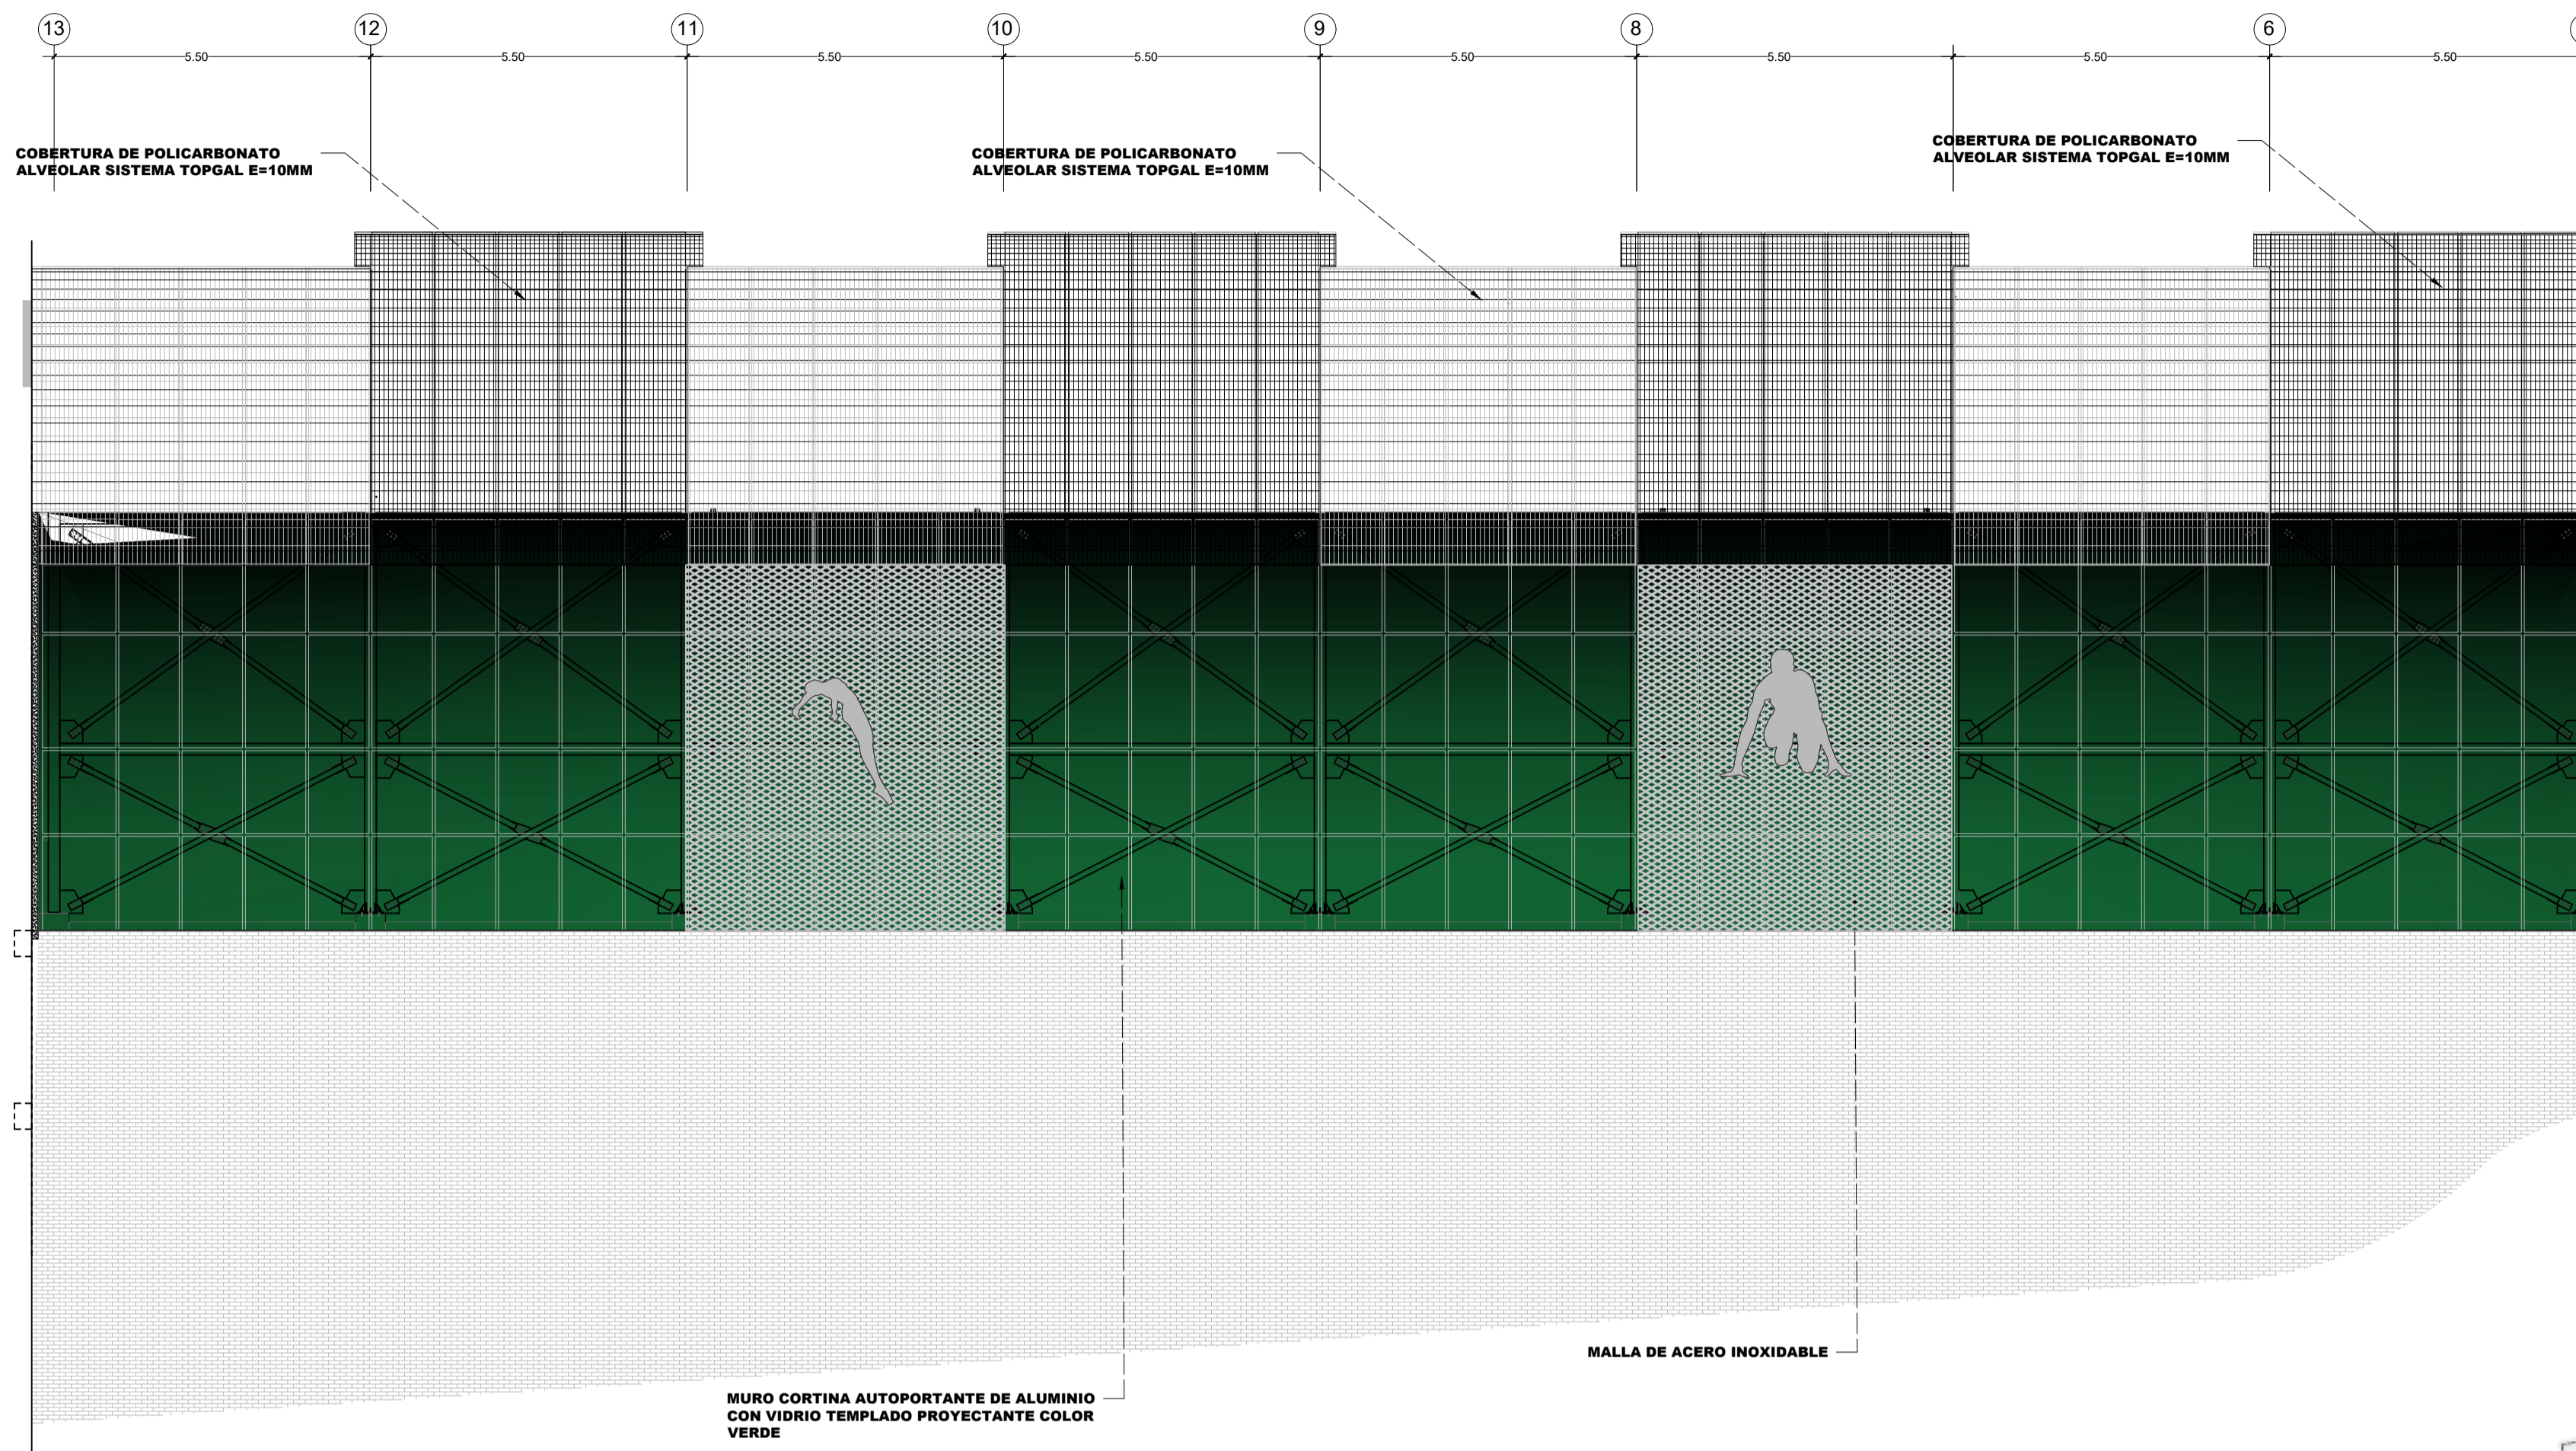 13 12 11 10 9 8 6
5.50 5.50 5.50 5.50 5.50 5.50 5.50 5.50
COBERTURA DE POLICARBONATO
ALVEOLAR SISTEMA TOPGAL E=10MM
COBERTURA DE POLICARBONATO
ALVEOLAR SISTEMA TOPGAL E=10MM
COBERTURA DE POLICARBONATO
ALVEOLAR SISTEMA TOPGAL E=10MM
MALLA DE ACERO INOXIDABLE
MURO CORTINA AUTOPORTANTE DE ALUMINIO
CON VIDRIO TEMPLADO PROYECTANTE COLOR
VERDE